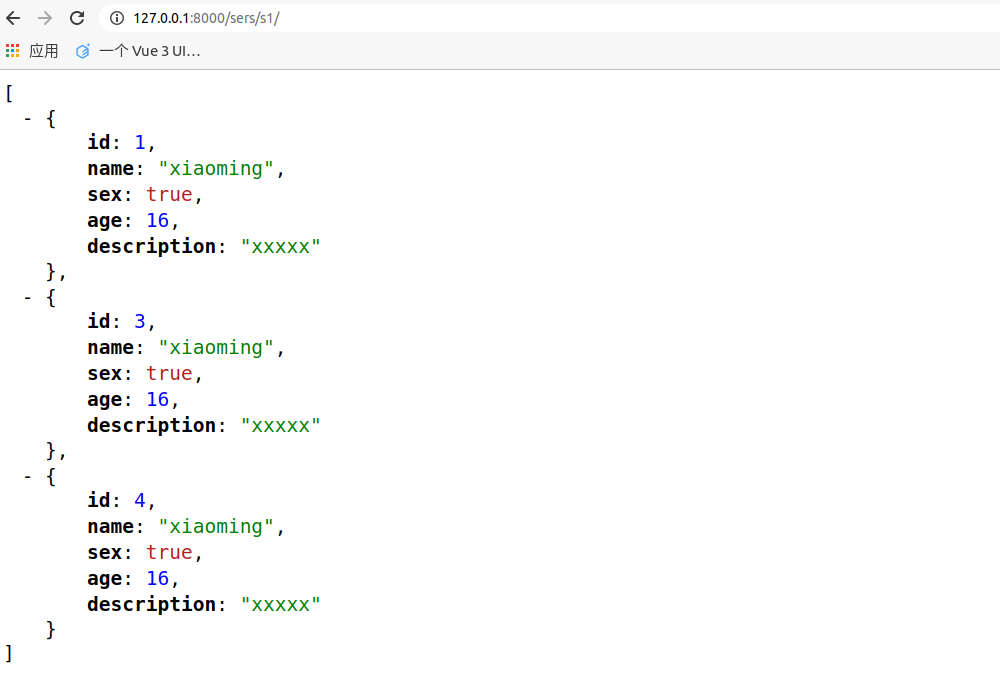 127.0.0.1:8000/sers/s1/
应用 一个 Vue 3 UI…
[
- {
id: 1,
name: "xiaoming",
sex: true,
age: 16,
description: "xxxxx"
},
- {
id: 3,
name: "xiaoming",
sex: true,
age: 16,
description: "xxxxx"
},
- {
id: 4,
name: "xiaoming",
sex: true,
age: 16,
description: "xxxxx"
}
]